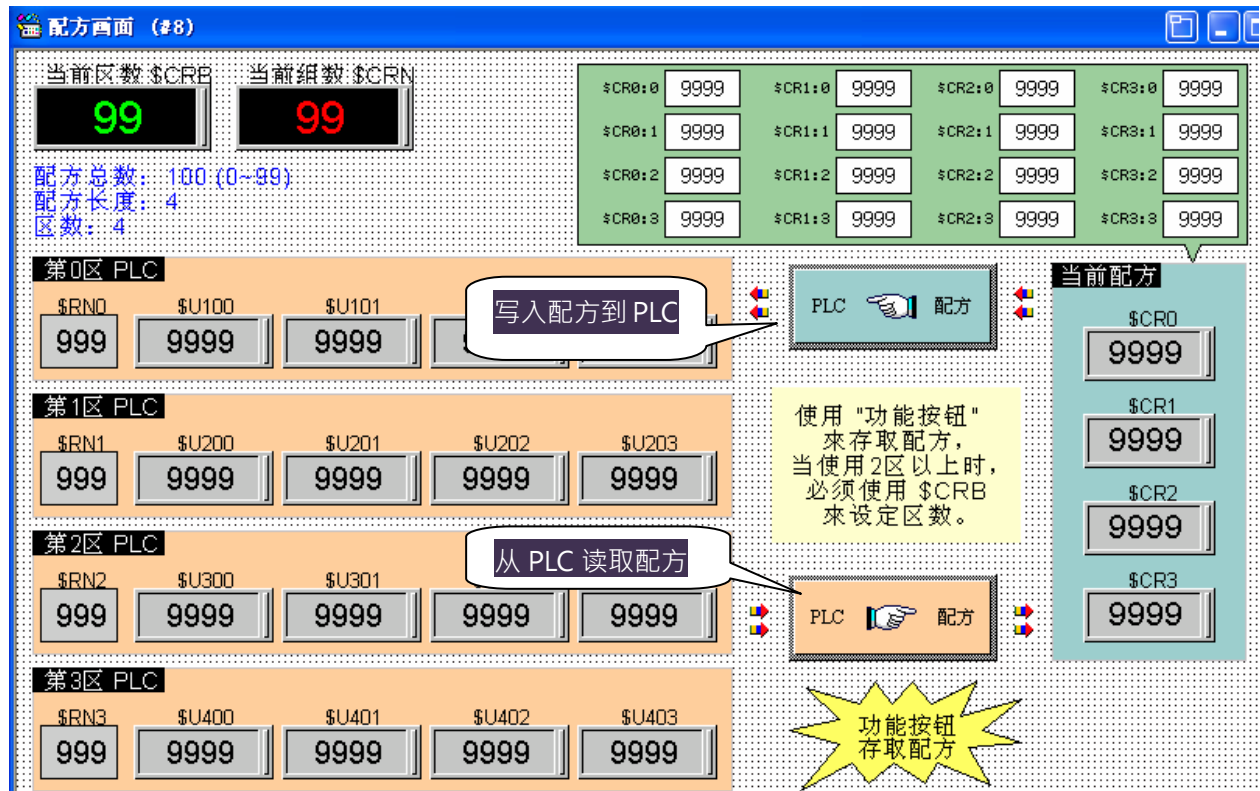 配方画面 (#8)
当前区数 $CRB 当前组数 $CRN
99 99
配方总数：100 (0~99)
配方长度：4
区数：4
$CR0:0 9999 $CR1:0 9999 $CR2:0 9999 $CR3:0 9999
$CR0:1 9999 $CR1:1 9999 $CR2:1 9999 $CR3:1 9999
$CR0:2 9999 $CR1:2 9999 $CR2:2 9999 $CR3:2 9999
$CR0:3 9999 $CR1:3 9999 $CR2:3 9999 $CR3:3 9999
第0区 PLC
$RN0 $U100 $U101
999 9999 9999
写入配方到 PLC
PLC 配方
当前配方
$CR0
9999
$CR1
9999
$CR2
9999
$CR3
9999
第1区 PLC
$RN1 $U200 $U201 $U202 $U203
999 9999 9999 9999 9999
使用 "功能按钮"
來存取配方，
当使用2区以上时，
必须使用 $CRB
來设定区数。
第2区 PLC
$RN2 $U300 $U301
999 9999 9999 9999 9999
从 PLC 读取配方
PLC 配方
第3区 PLC
$RN3 $U400 $U401 $U402 $U403
999 9999 9999 9999 9999
功能按钮
存取配方